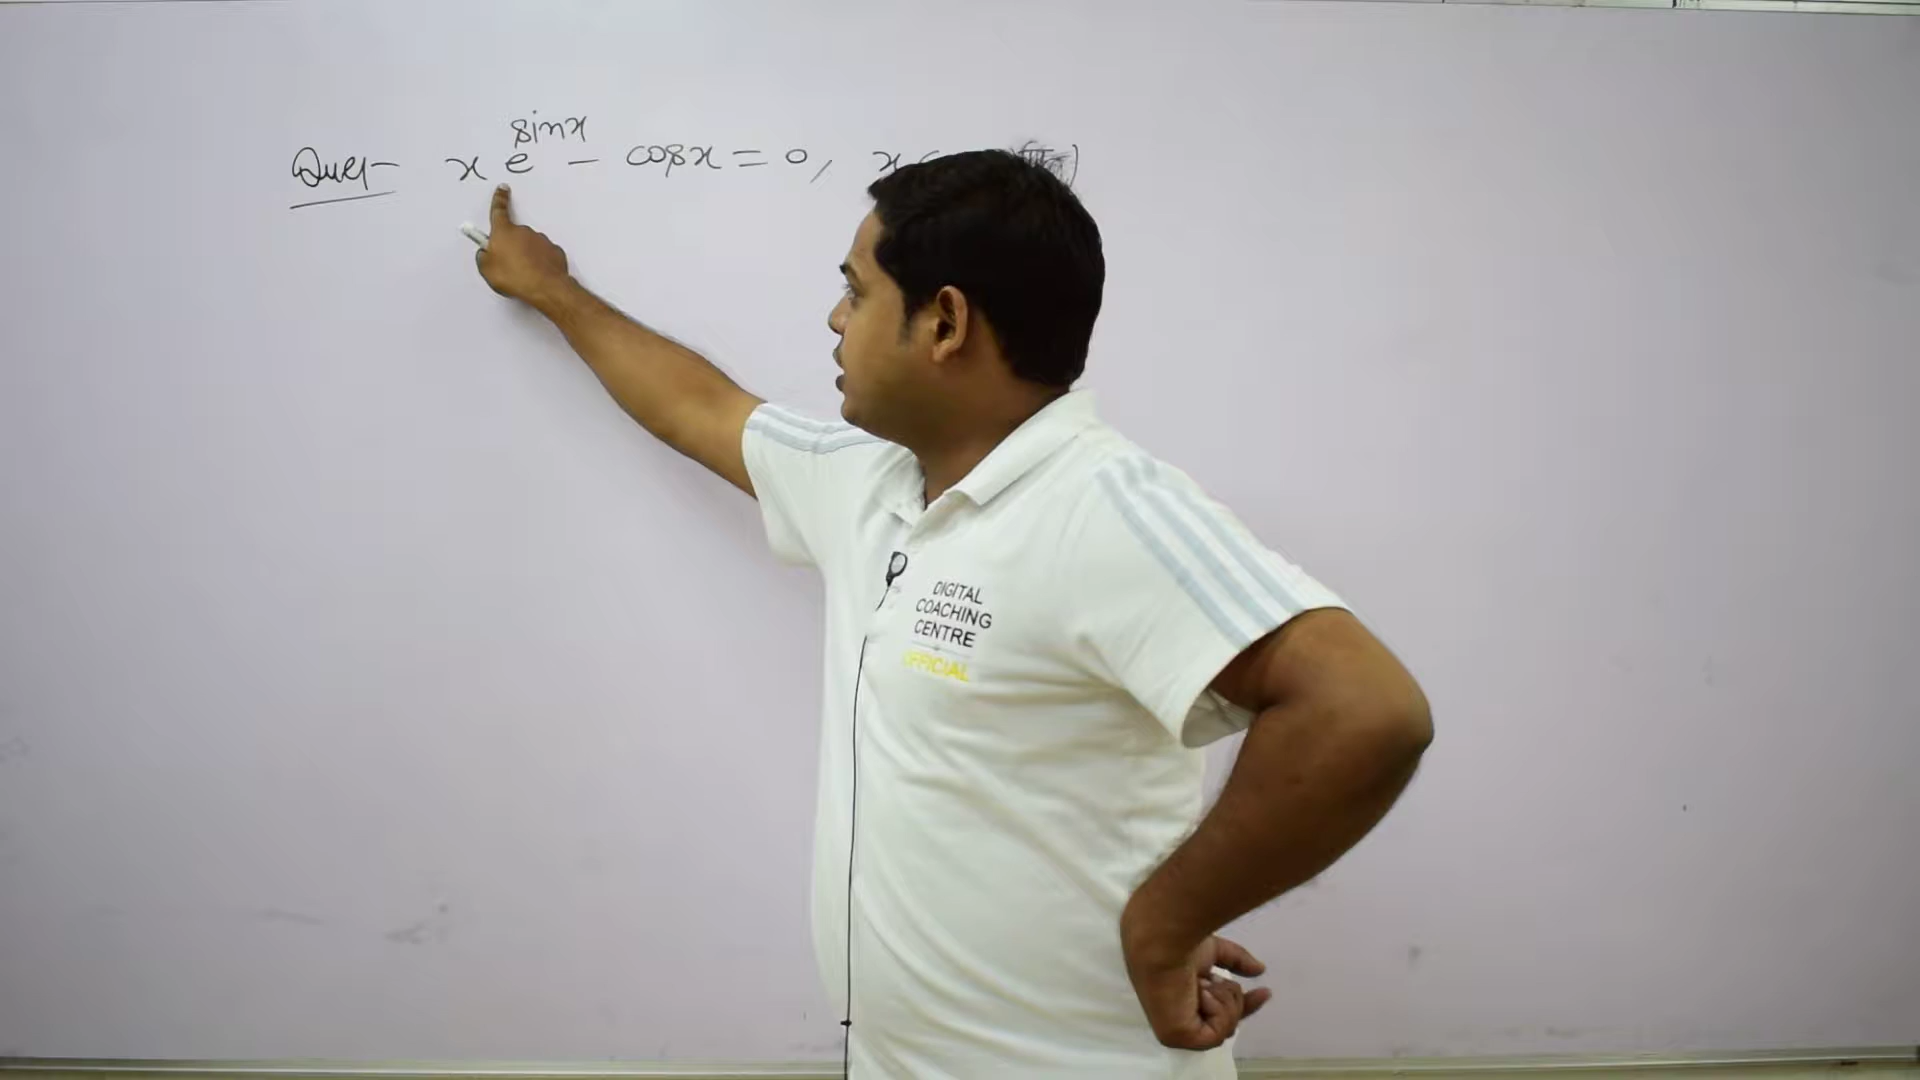 Ques- x e^sinx - cosx = 0, x
DIGITAL
COACHING
CENTRE
OFFICIAL